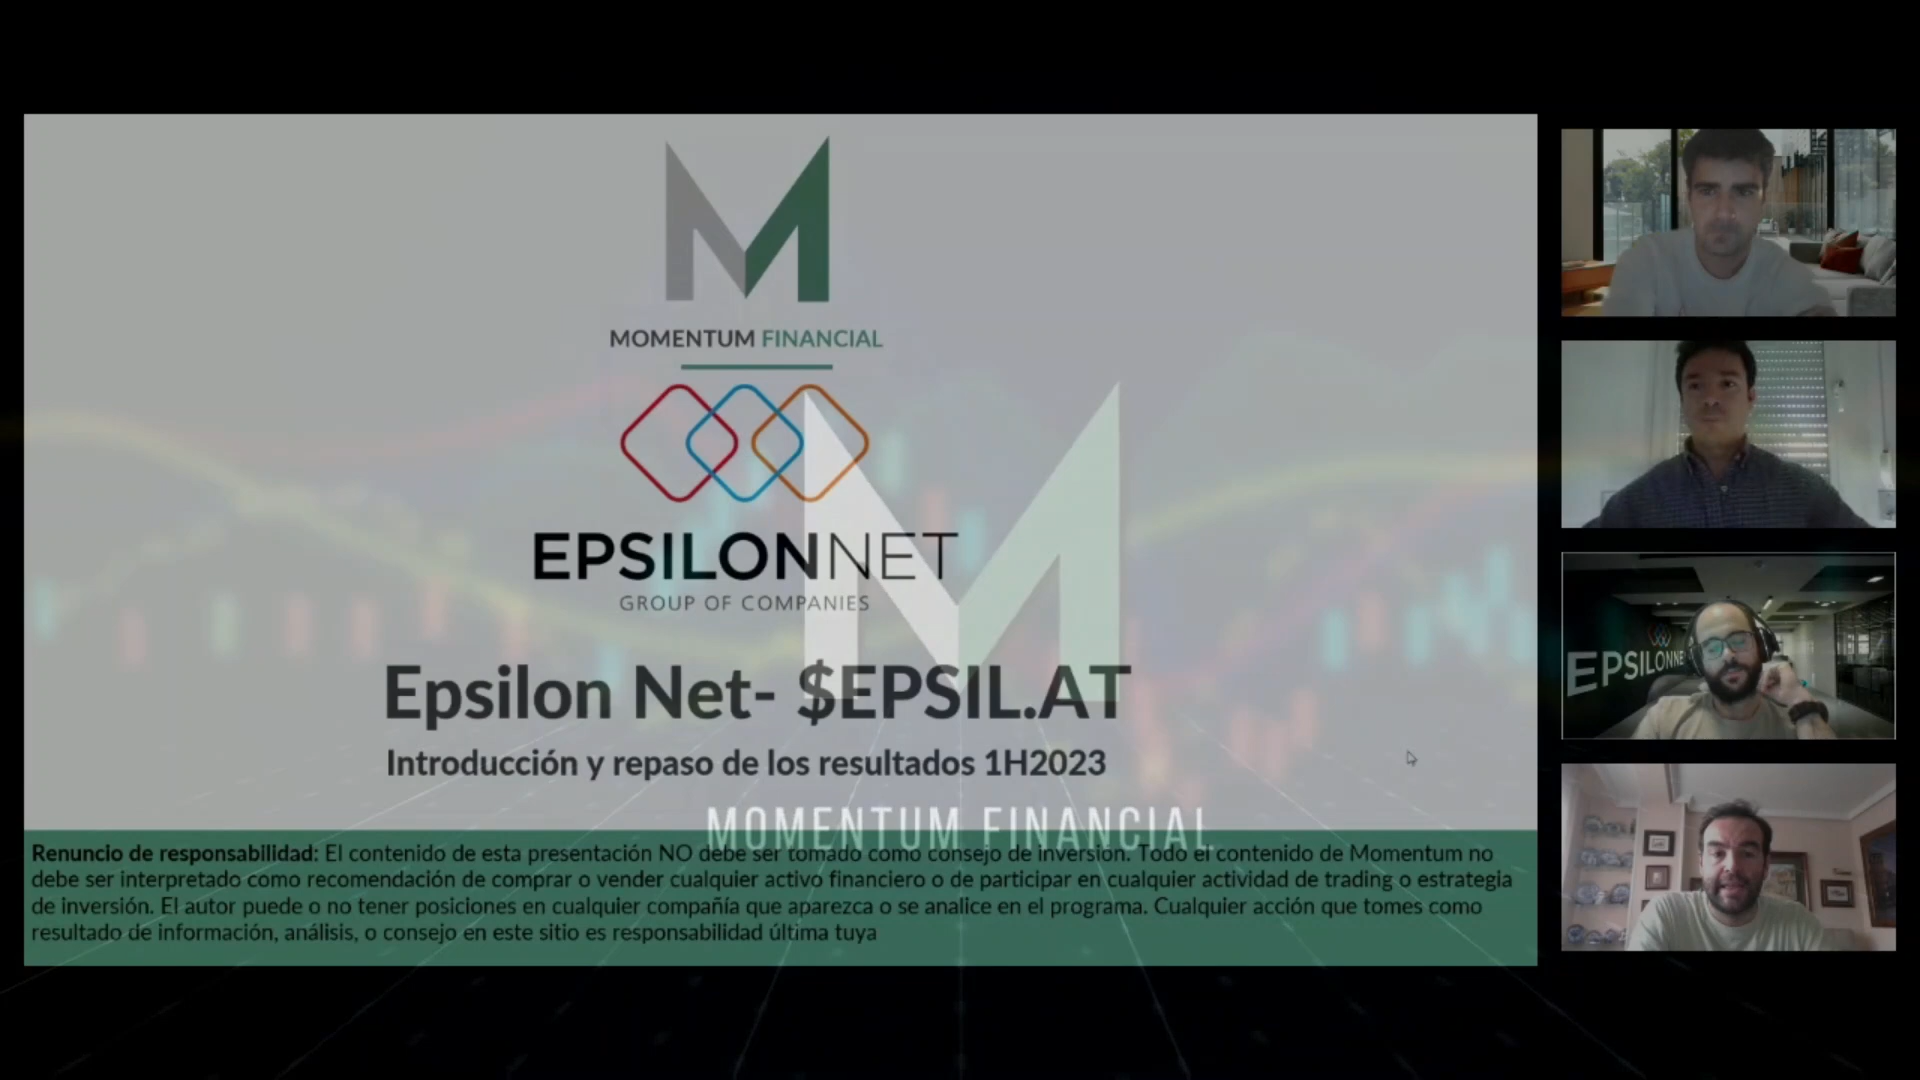 MOMENTUM FINANCIAL
EPSILONNET
GROUP OF COMPANIES
Epsilon Net- $EPSIL.AT
Introducción y repaso de los resultados 1H2023
MOMENTUM FINANCIAL
Renuncio de responsabilidad: El contenido de esta presentación NO debe ser tomado como consejo de inversión. Todo el contenido de Momentum no
debe ser interpretado como recomendación de comprar o vender cualquier activo financiero o de participar en cualquier actividad de trading o estrategia
de inversión. El autor puede o no tener posiciones en cualquier compañía que aparezca o se analice en el programa. Cualquier acción que tomes como
resultado de información, análisis, o consejo en este sitio es responsabilidad última tuya
EPSILONNE